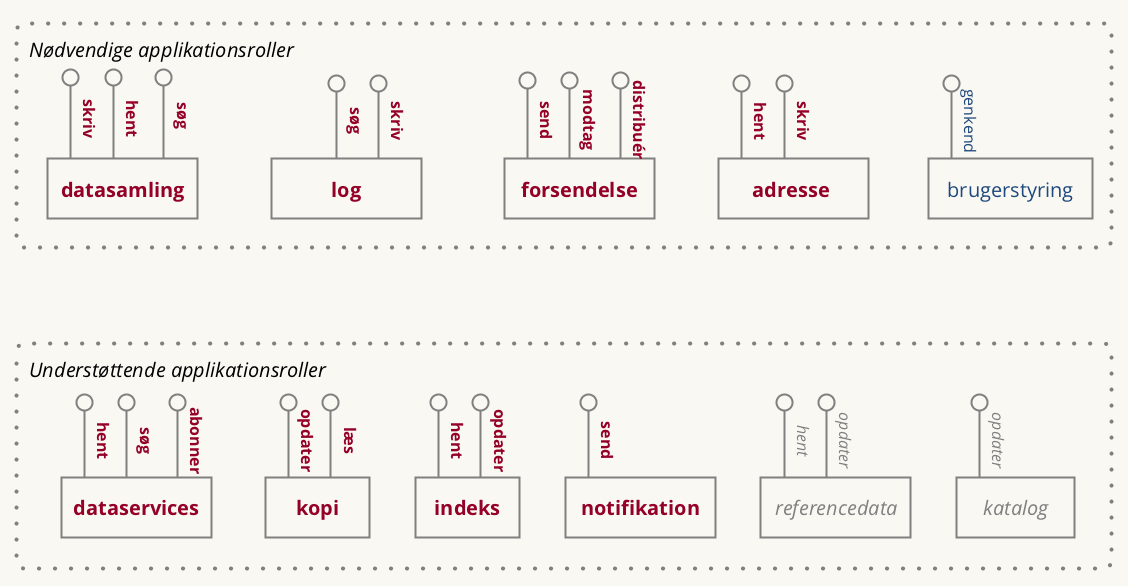 Nødvendige applikationsroller
skriv
hent
søg
søg
skriv
send
modtag
distribuér
hent
skriv
genkend
datasamling
log
forsendelse
adresse
brugerstyring
Understøttende applikationsroller
hent
søg
abonner
opdater
læs
hent
opdater
send
hent
opdater
opdater
dataservices
kopi
indeks
notifikation
referencedata
katalog